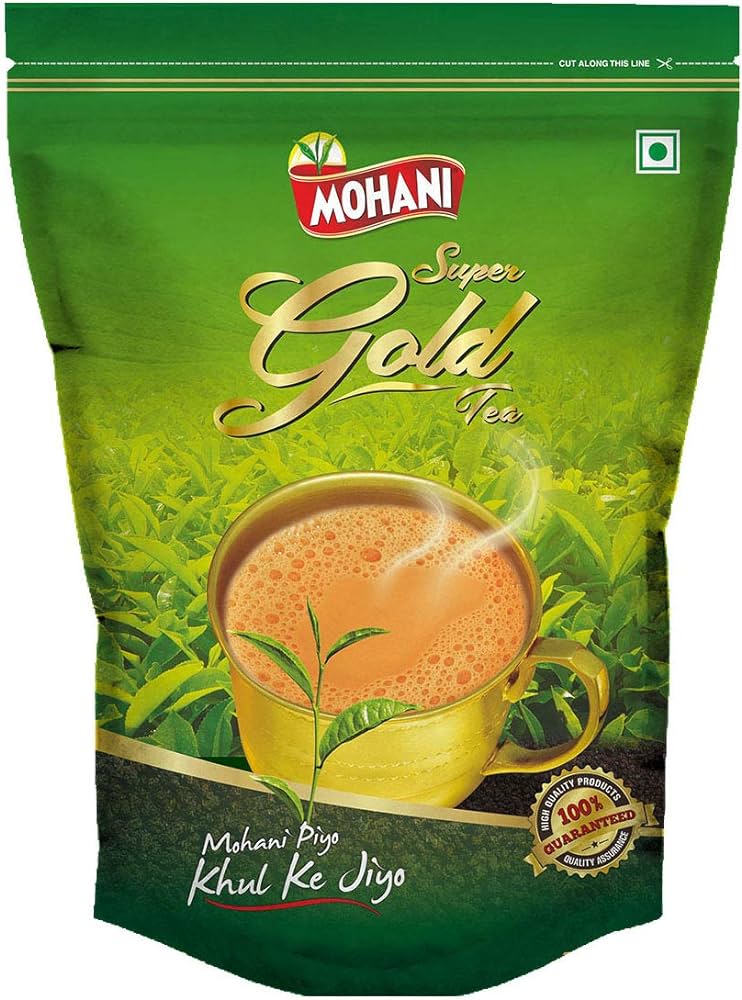 CUT ALONG THIS LINE
MOHANI
Super
Gold
Tea
Mohani Piyo
Khul Ke Jiyo
HIGH QUALITY PRODUCTS
100%
GUARANTEED
QUALITY ASSURANCE